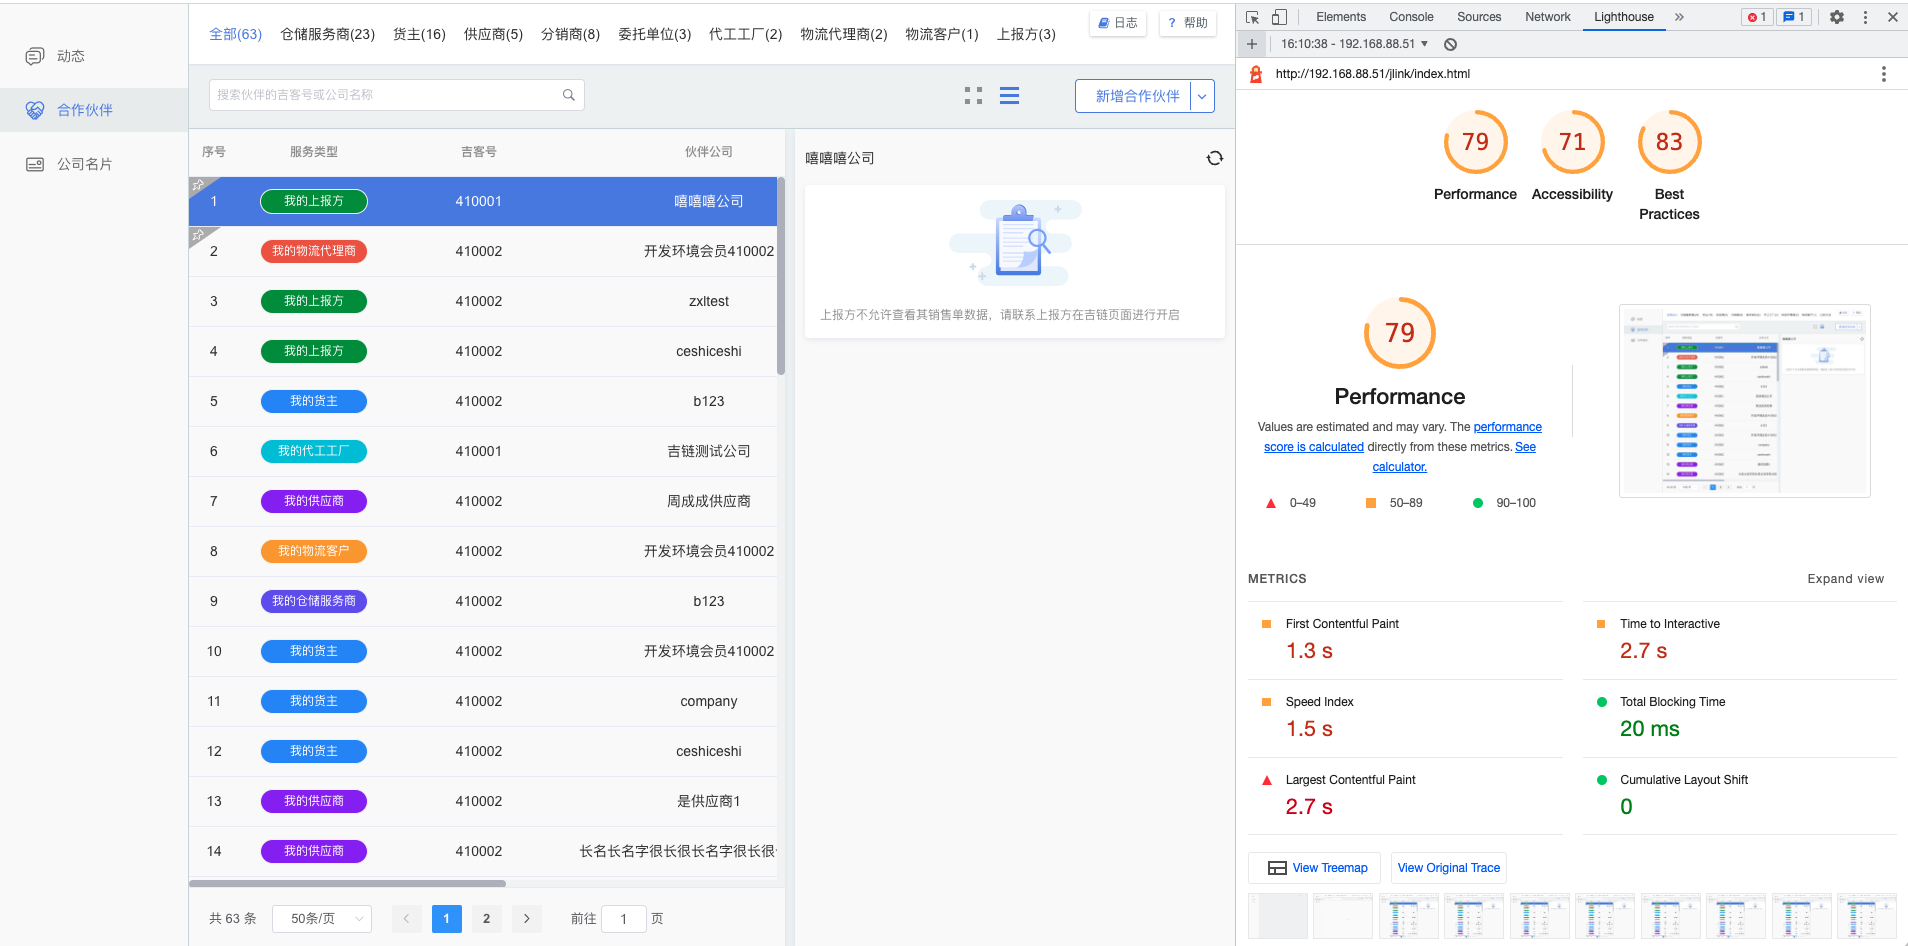 动态
合作伙伴
公司名片
全部(63) 仓储服务商(23) 货主(16) 供应商(5) 分销商(8) 委托单位(3) 代工工厂(2) 物流代理商(2) 物流客户(1) 上报方(3)
日志
? 帮助
搜索伙伴的吉客号或公司名称
新增合作伙伴
序号 服务类型 吉客号 伙伴公司
1 我的上报方 410001 嘻嘻嘻公司
2 我的物流代理商 410002 开发环境会员410002
3 我的上报方 410002 zxltest
4 我的上报方 410002 ceshiceshi
5 我的货主 410002 b123
6 我的代工工厂 410001 吉链测试公司
7 我的供应商 410002 周成成供应商
8 我的物流客户 410002 开发环境会员410002
9 我的仓储服务商 410002 b123
10 我的货主 410002 开发环境会员410002
11 我的货主 410002 company
12 我的货主 410002 ceshiceshi
13 我的供应商 410002 是供应商1
14 我的供应商 410002 长名长名字很长很长名字很长很
共 63 条 50条/页 1 2 前往 1 页
嘻嘻嘻公司
上报方不允许查看其销售单数据，请联系上报方在吉链页面进行开启
Elements Console Sources Network Lighthouse 1 1
16:10:38 - 192.168.88.51
http://192.168.88.51/jlink/index.html
79 71 83
Performance Accessibility Best
Practices
79
Performance
Values are estimated and may vary. The performance
score is calculated directly from these metrics. See
calculator.
0–49 50–89 90–100
METRICS Expand view
First Contentful Paint
1.3 s
Time to Interactive
2.7 s
Speed Index
1.5 s
Total Blocking Time
20 ms
Largest Contentful Paint
2.7 s
Cumulative Layout Shift
0
View Treemap View Original Trace